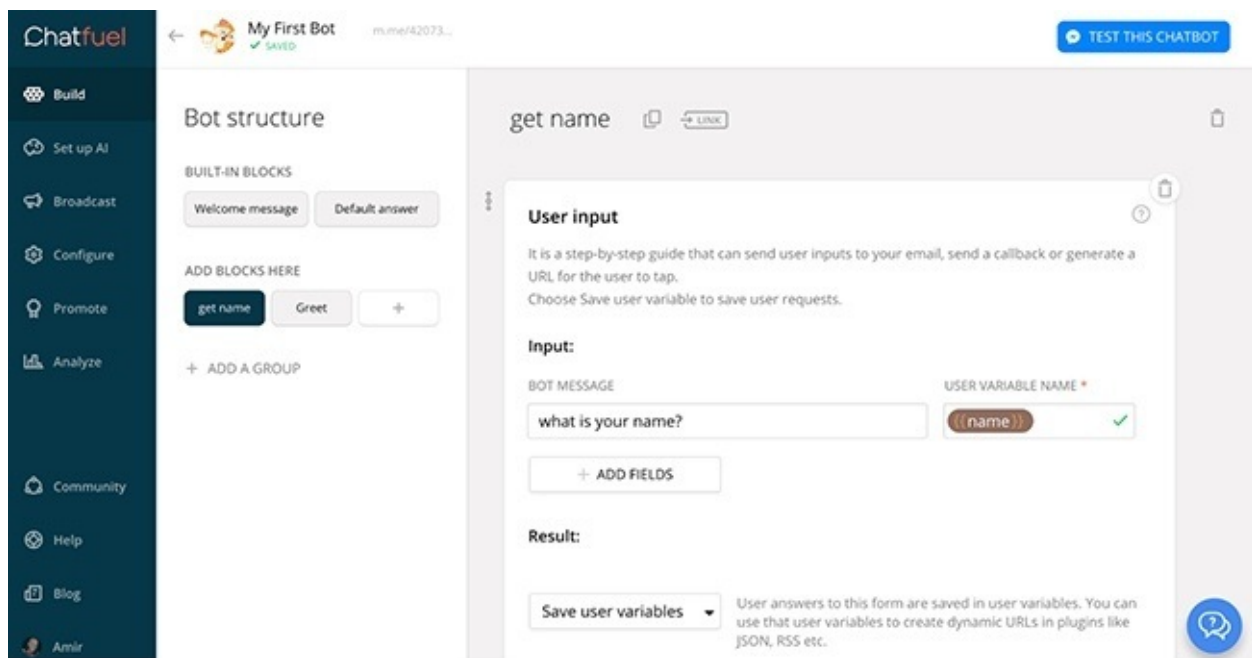 Chatfuel
My First Bot
SAVED
m.me/42073...
TEST THIS CHATBOT
Build
Set up AI
Broadcast
Configure
Promote
Analyze
Community
Help
Blog
Amir
Bot structure
BUILT-IN BLOCKS
Welcome message
Default answer
ADD BLOCKS HERE
get name
Greet
+
+ ADD A GROUP
get name
LINK
User input
It is a step-by-step guide that can send user inputs to your email, send a callback or generate a
URL for the user to tap.
Choose Save user variable to save user requests.
Input:
BOT MESSAGE
USER VARIABLE NAME *
what is your name?
{{name}}
+ ADD FIELDS
Result:
Save user variables
User answers to this form are saved in user variables. You can
use that user variables to create dynamic URLs in plugins like
JSON, RSS etc.